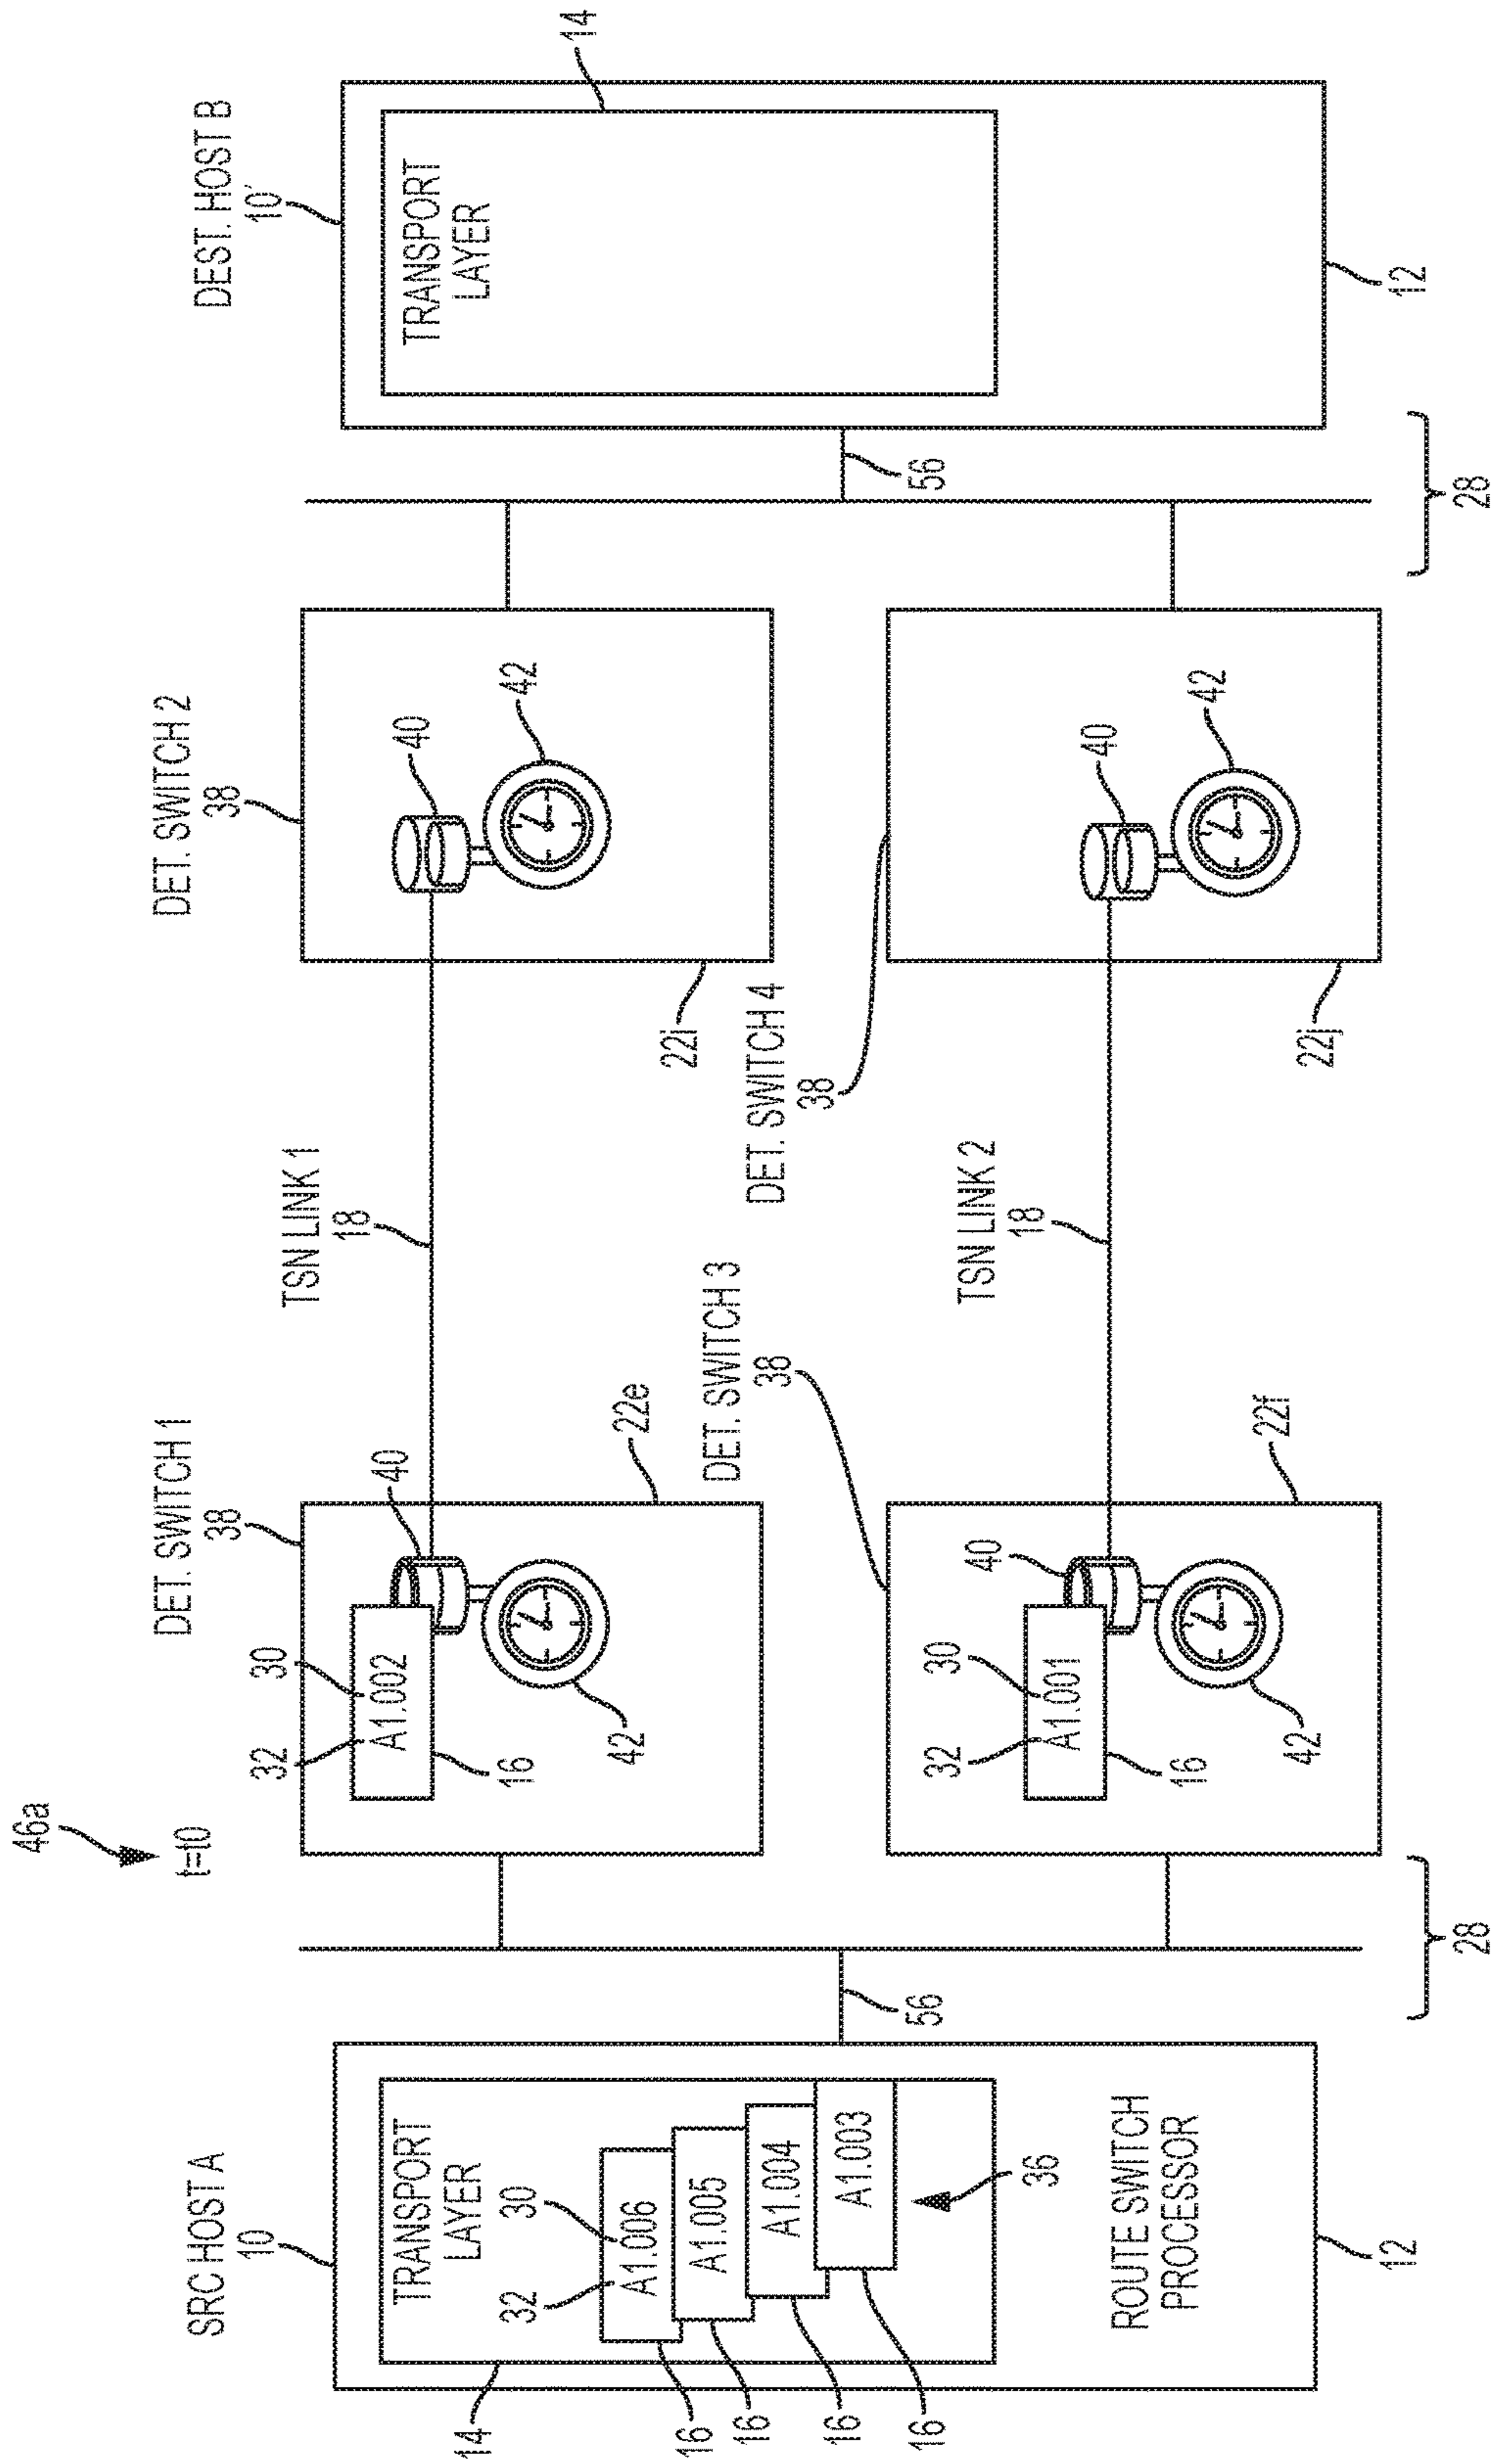 46a
t=t0
SRC HOST A
10
TRANSPORT
LAYER
14
32
30
A1.006
A1.005
A1.004
A1.003
16
16
16
16
36
ROUTE SWITCH
PROCESSOR
12
56
28
DET. SWITCH 1
38
32
30
A1.002
16
40
42
22e
DET. SWITCH 3
38
32
30
A1.001
16
40
42
22f
TSN LINK 1
18
TSN LINK 2
18
DET. SWITCH 2
38
40
42
22i
DET. SWITCH 4
38
40
42
22j
56
28
DEST. HOST B
10'
TRANSPORT
LAYER
14
12